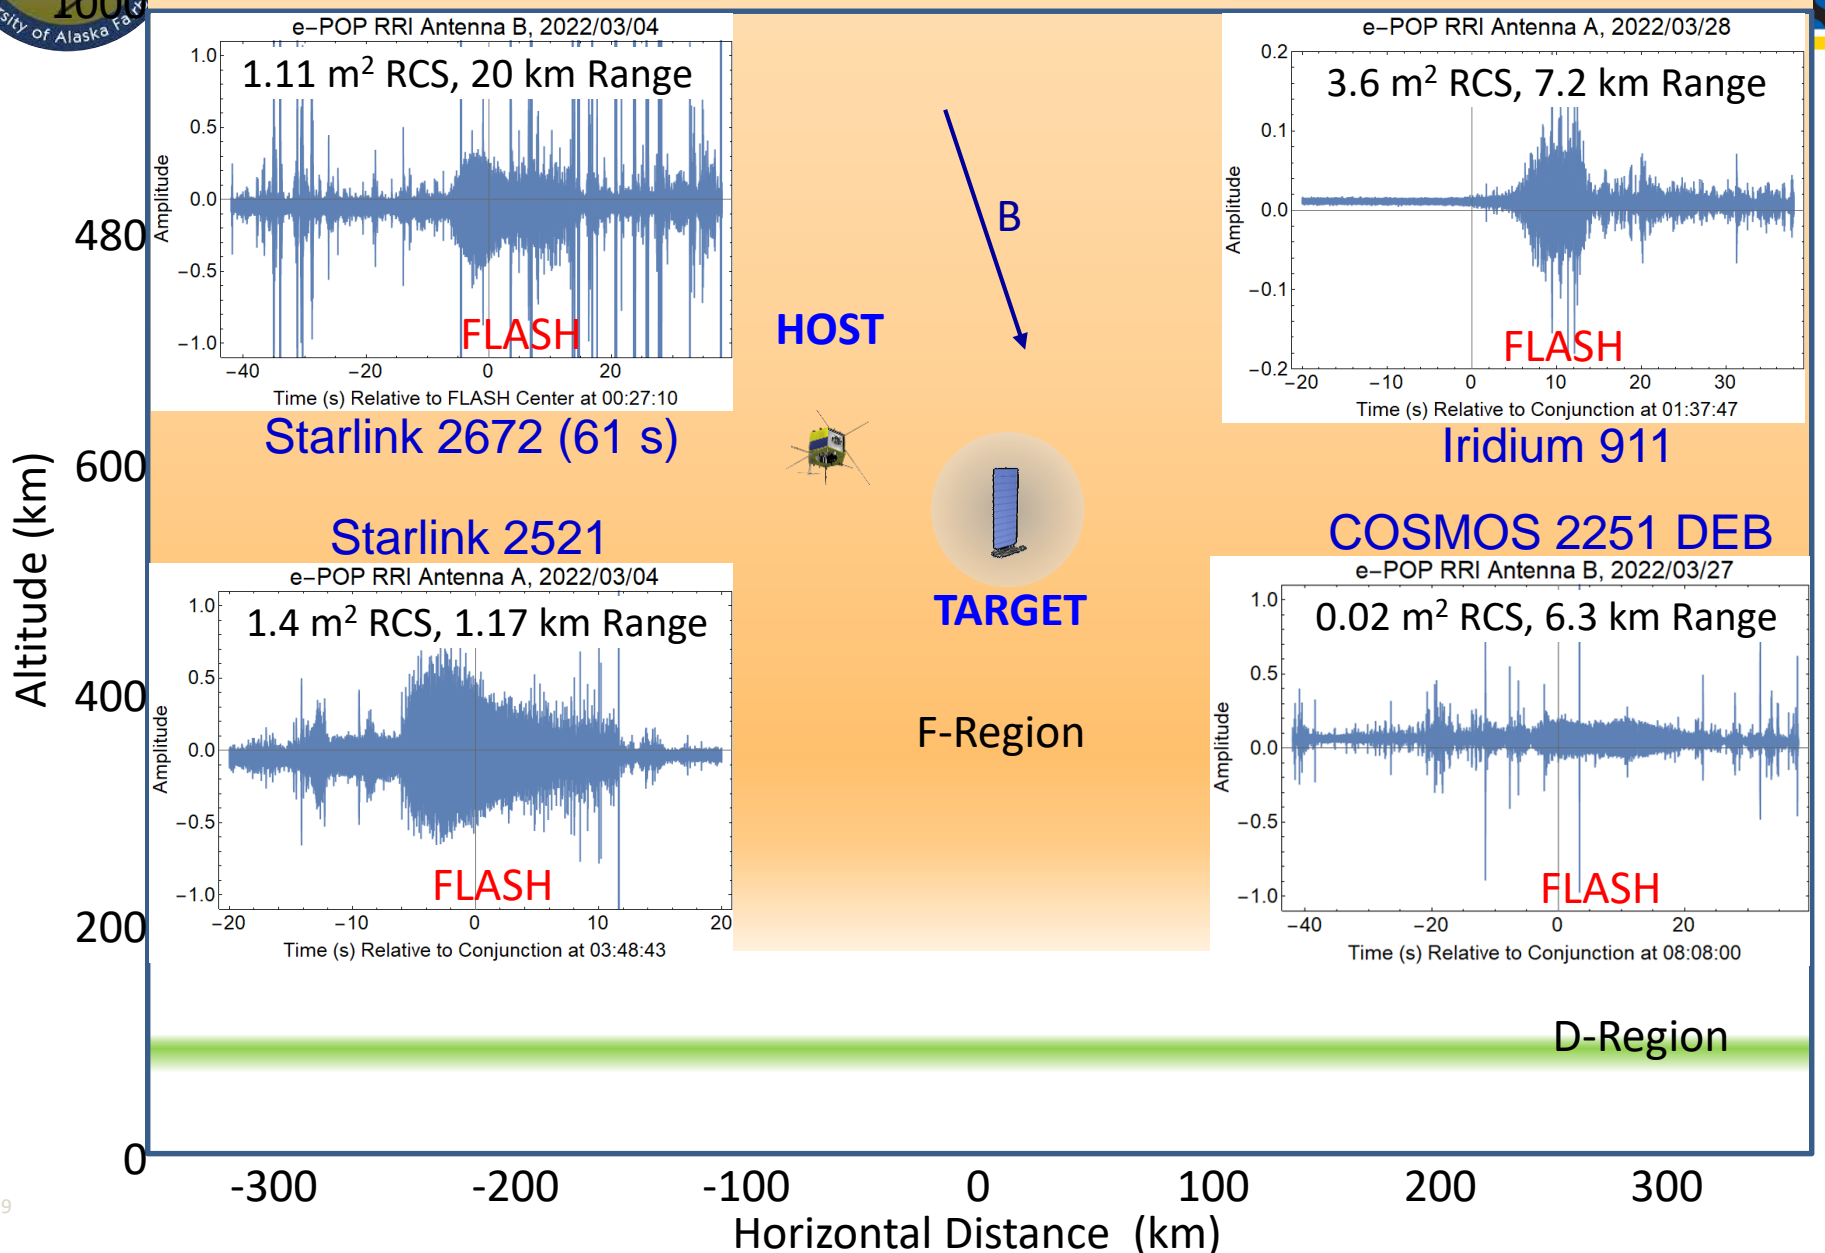 1000
sity of Alaska Fair
e–POP RRI Antenna B, 2022/03/04
1.11 m² RCS, 20 km Range
1.0
0.5
0.0
−0.5
−1.0
Amplitude
FLASH
−40 −20 0 20
Time (s) Relative to FLASH Center at 00:27:10
Starlink 2672 (61 s)
Starlink 2521
e–POP RRI Antenna A, 2022/03/04
1.4 m² RCS, 1.17 km Range
1.0
0.5
0.0
−0.5
−1.0
Amplitude
FLASH
−20 −10 0 10 20
Time (s) Relative to Conjunction at 03:48:43
B
HOST
TARGET
F-Region
e–POP RRI Antenna A, 2022/03/28
3.6 m² RCS, 7.2 km Range
0.2
0.1
0.0
−0.1
−0.2
Amplitude
FLASH
−20 −10 0 10 20 30
Time (s) Relative to Conjunction at 01:37:47
Iridium 911
COSMOS 2251 DEB
e–POP RRI Antenna B, 2022/03/27
0.02 m² RCS, 6.3 km Range
1.0
0.5
0.0
−0.5
−1.0
Amplitude
FLASH
−40 −20 0 20
Time (s) Relative to Conjunction at 08:08:00
D-Region
480
600
400
200
0
Altitude (km)
-300 -200 -100 0 100 200 300
Horizontal Distance (km)
9